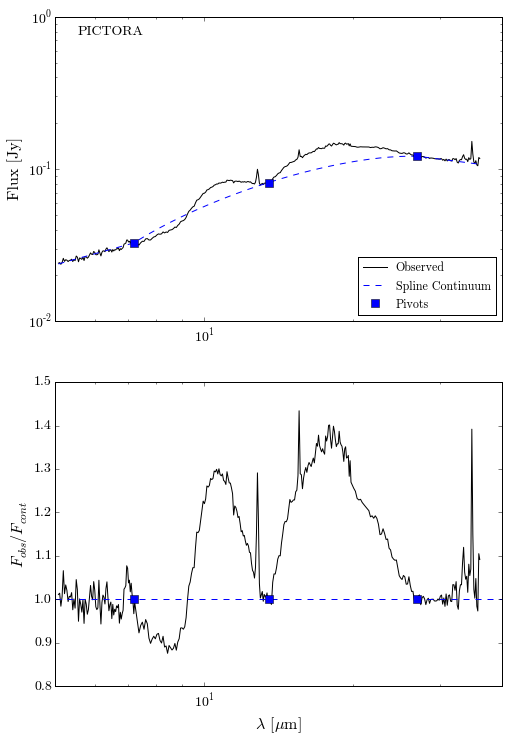 10^0
PICTORA
10^-1
Flux [Jy]
Observed
Spline Continuum
Pivots
10^-2
10^1
1.5
1.4
1.3
1.2
1.1
1.0
0.9
0.8
F_obs/F_cont
10^1
λ [μm]